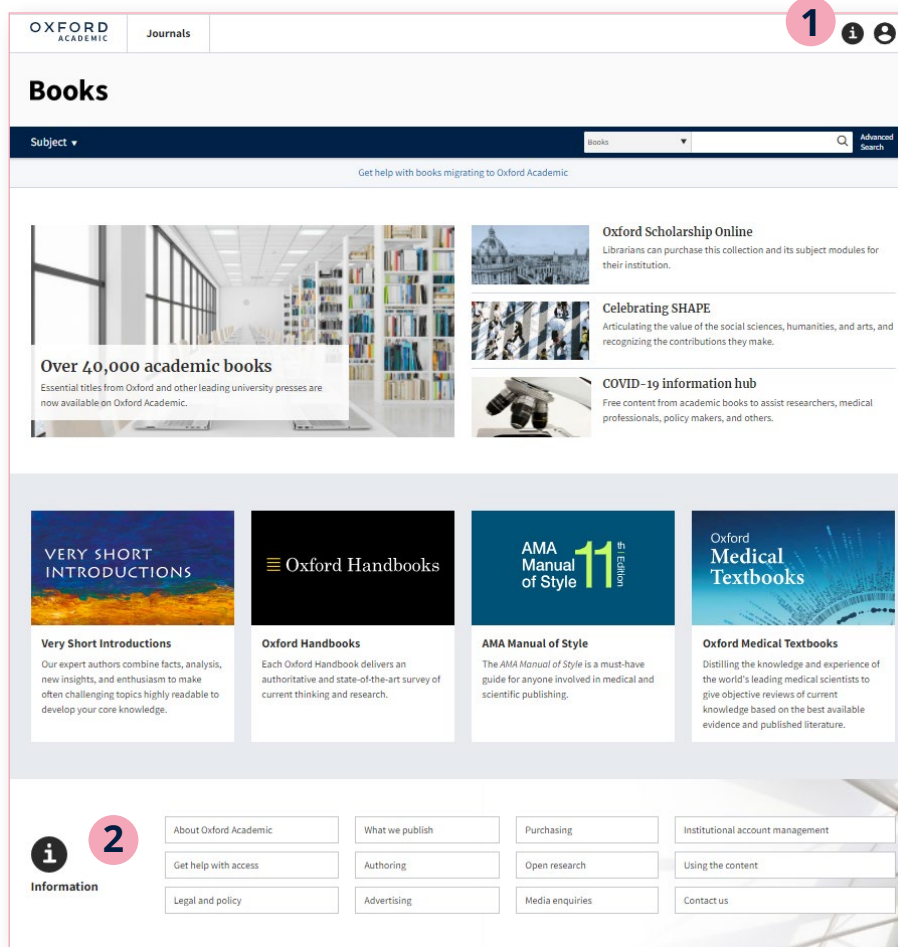 OXFORD
ACADEMIC
Journals
1
Books
Subject
Books
Advanced
Search
Get help with books migrating to Oxford Academic
Over 40,000 academic books
Essential titles from Oxford and other leading university presses are
now available on Oxford Academic.
Oxford Scholarship Online
Librarians can purchase this collection and its subject modules for
their institution.
Celebrating SHAPE
Articulating the value of the social sciences, humanities, and arts, and
recognizing the contributions they make.
COVID-19 information hub
Free content from academic books to assist researchers, medical
professionals, policy makers, and others.
VERY SHORT
INTRODUCTIONS
Very Short Introductions
Our expert authors combine facts, analysis,
new insights, and enthusiasm to make
often challenging topics highly readable to
develop your core knowledge.
Oxford Handbooks
Oxford Handbooks
Each Oxford Handbook delivers an
authoritative and state-of-the-art survey of
current thinking and research.
AMA
Manual
of Style
11
th Edition
AMA Manual of Style
The AMA Manual of Style is a must-have
guide for anyone involved in medical and
scientific publishing.
Oxford
Medical
Textbooks
Oxford Medical Textbooks
Distilling the knowledge and experience of
the world's leading medical scientists to
give objective reviews of current
knowledge based on the best available
evidence and published literature.
2
Information
About Oxford Academic
What we publish
Purchasing
Institutional account management
Get help with access
Authoring
Open research
Using the content
Legal and policy
Advertising
Media enquiries
Contact us